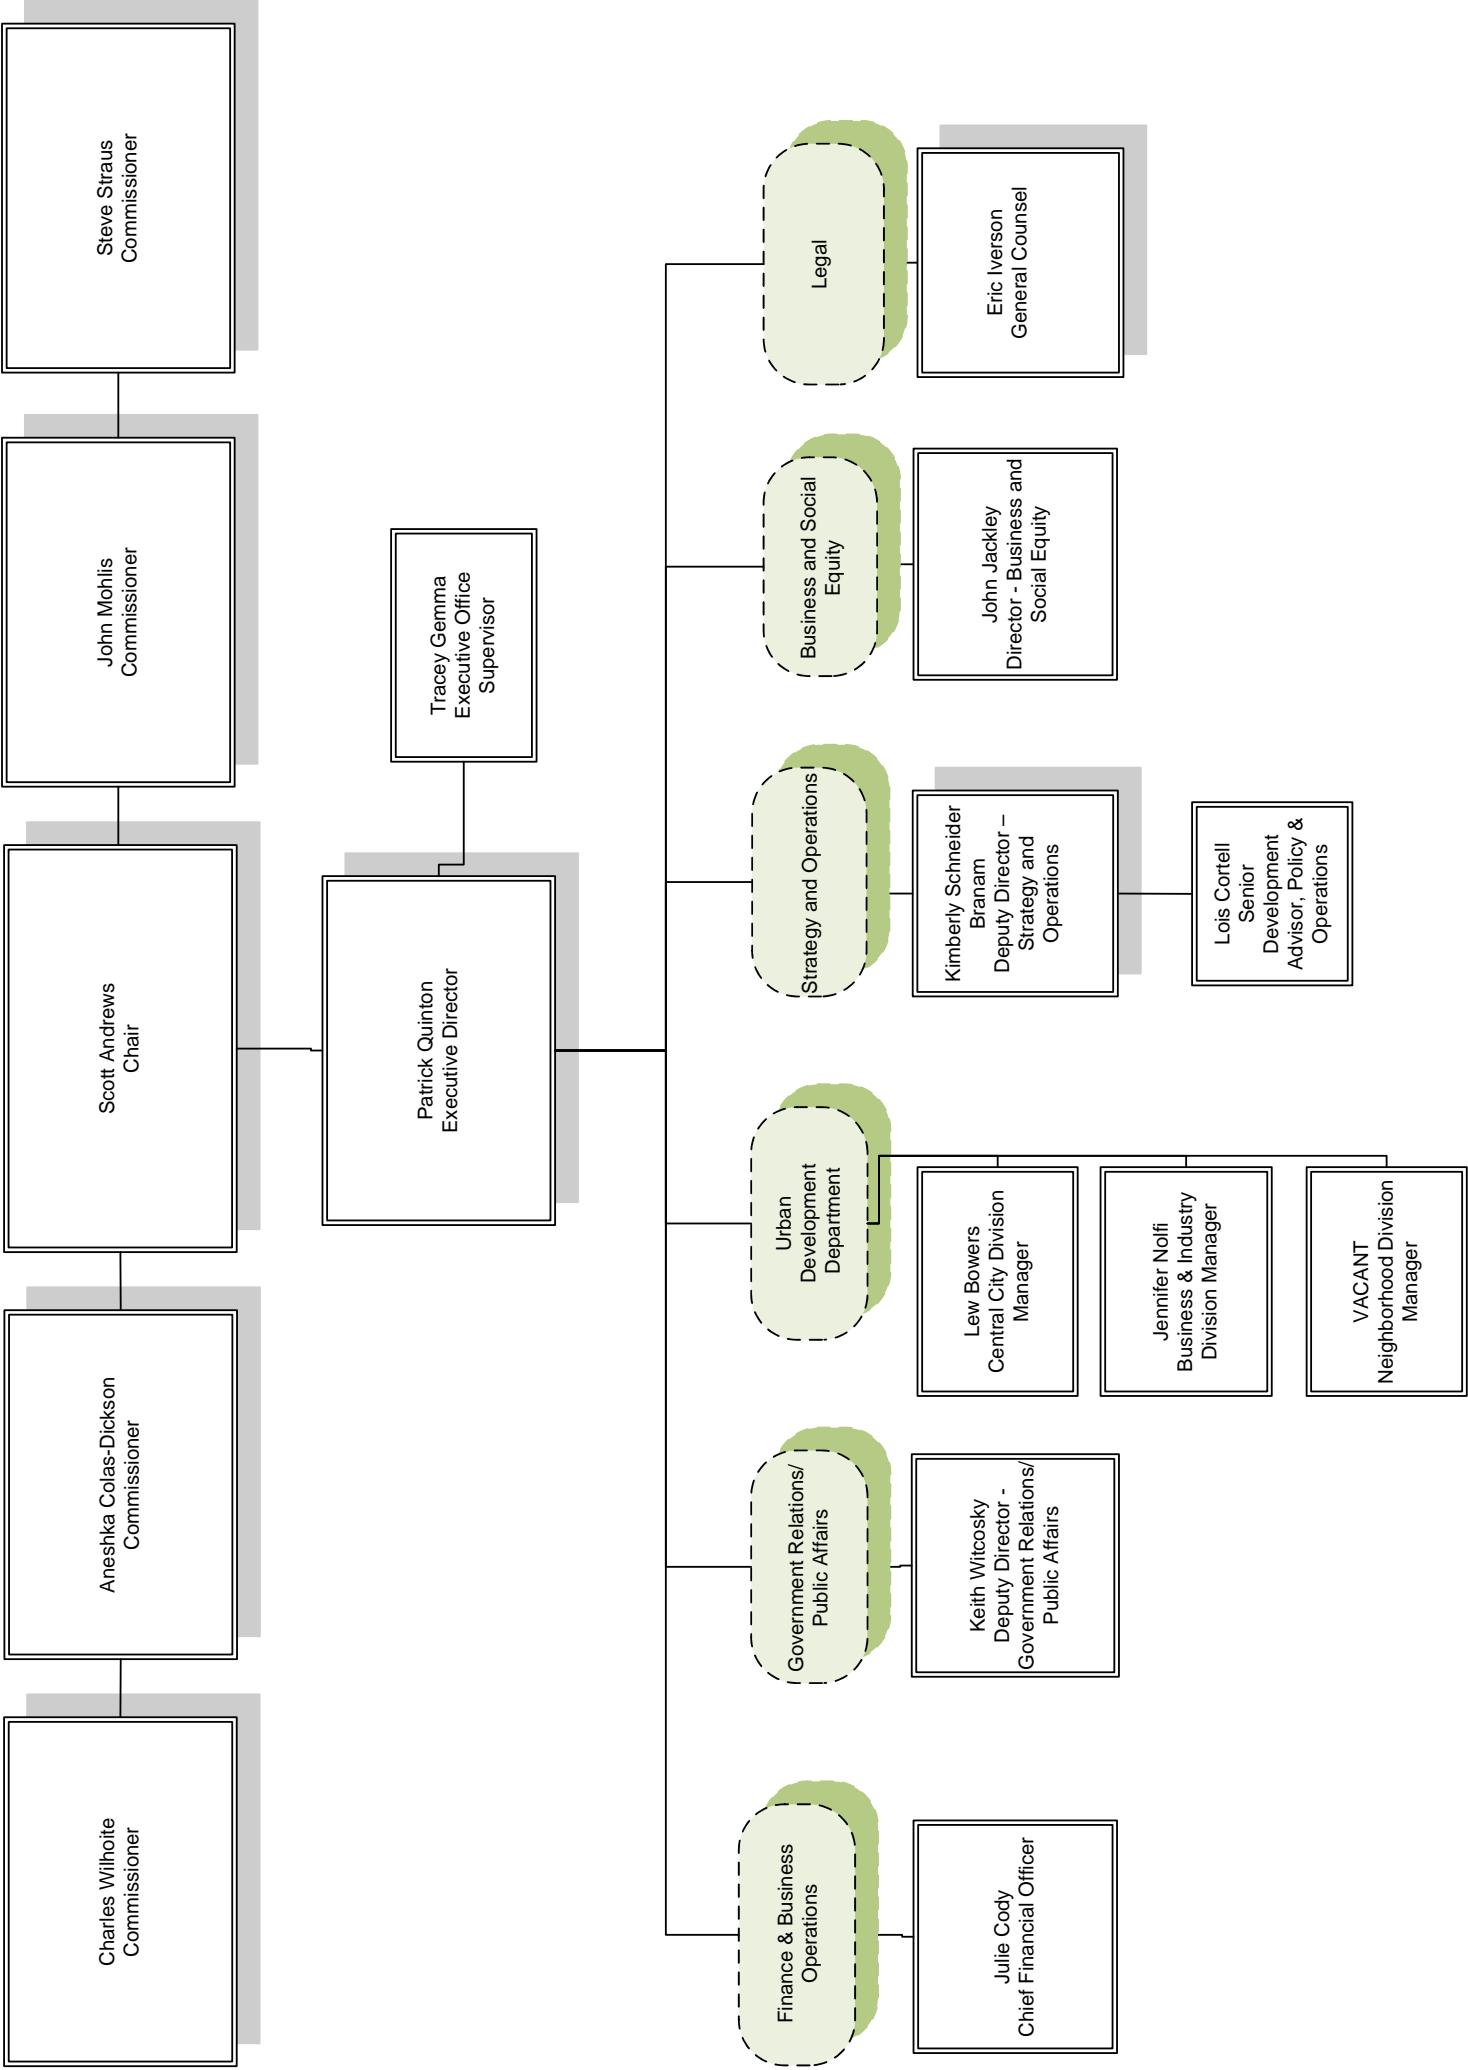 Charles Wilhoite
Commissioner
Aneshka Colas-Dickson
Commissioner
Scott Andrews
Chair
John Mohlis
Commissioner
Steve Straus
Commissioner
Patrick Quinton
Executive Director
Tracey Gemma
Executive Office
Supervisor
Finance & Business
Operations
Government Relations/
Public Affairs
Urban
Development
Department
Strategy and Operations
Business and Social
Equity
Legal
Julie Cody
Chief Financial Officer
Keith Witcosky
Deputy Director -
Government Relations/
Public Affairs
Lew Bowers
Central City Division
Manager
Jennifer Nolfi
Business & Industry
Division Manager
VACANT
Neighborhood Division
Manager
Kimberly Schneider
Branam
Deputy Director –
Strategy and
Operations
Lois Cortell
Senior
Development
Advisor, Policy &
Operations
John Jackley
Director - Business and
Social Equity
Eric Iverson
General Counsel